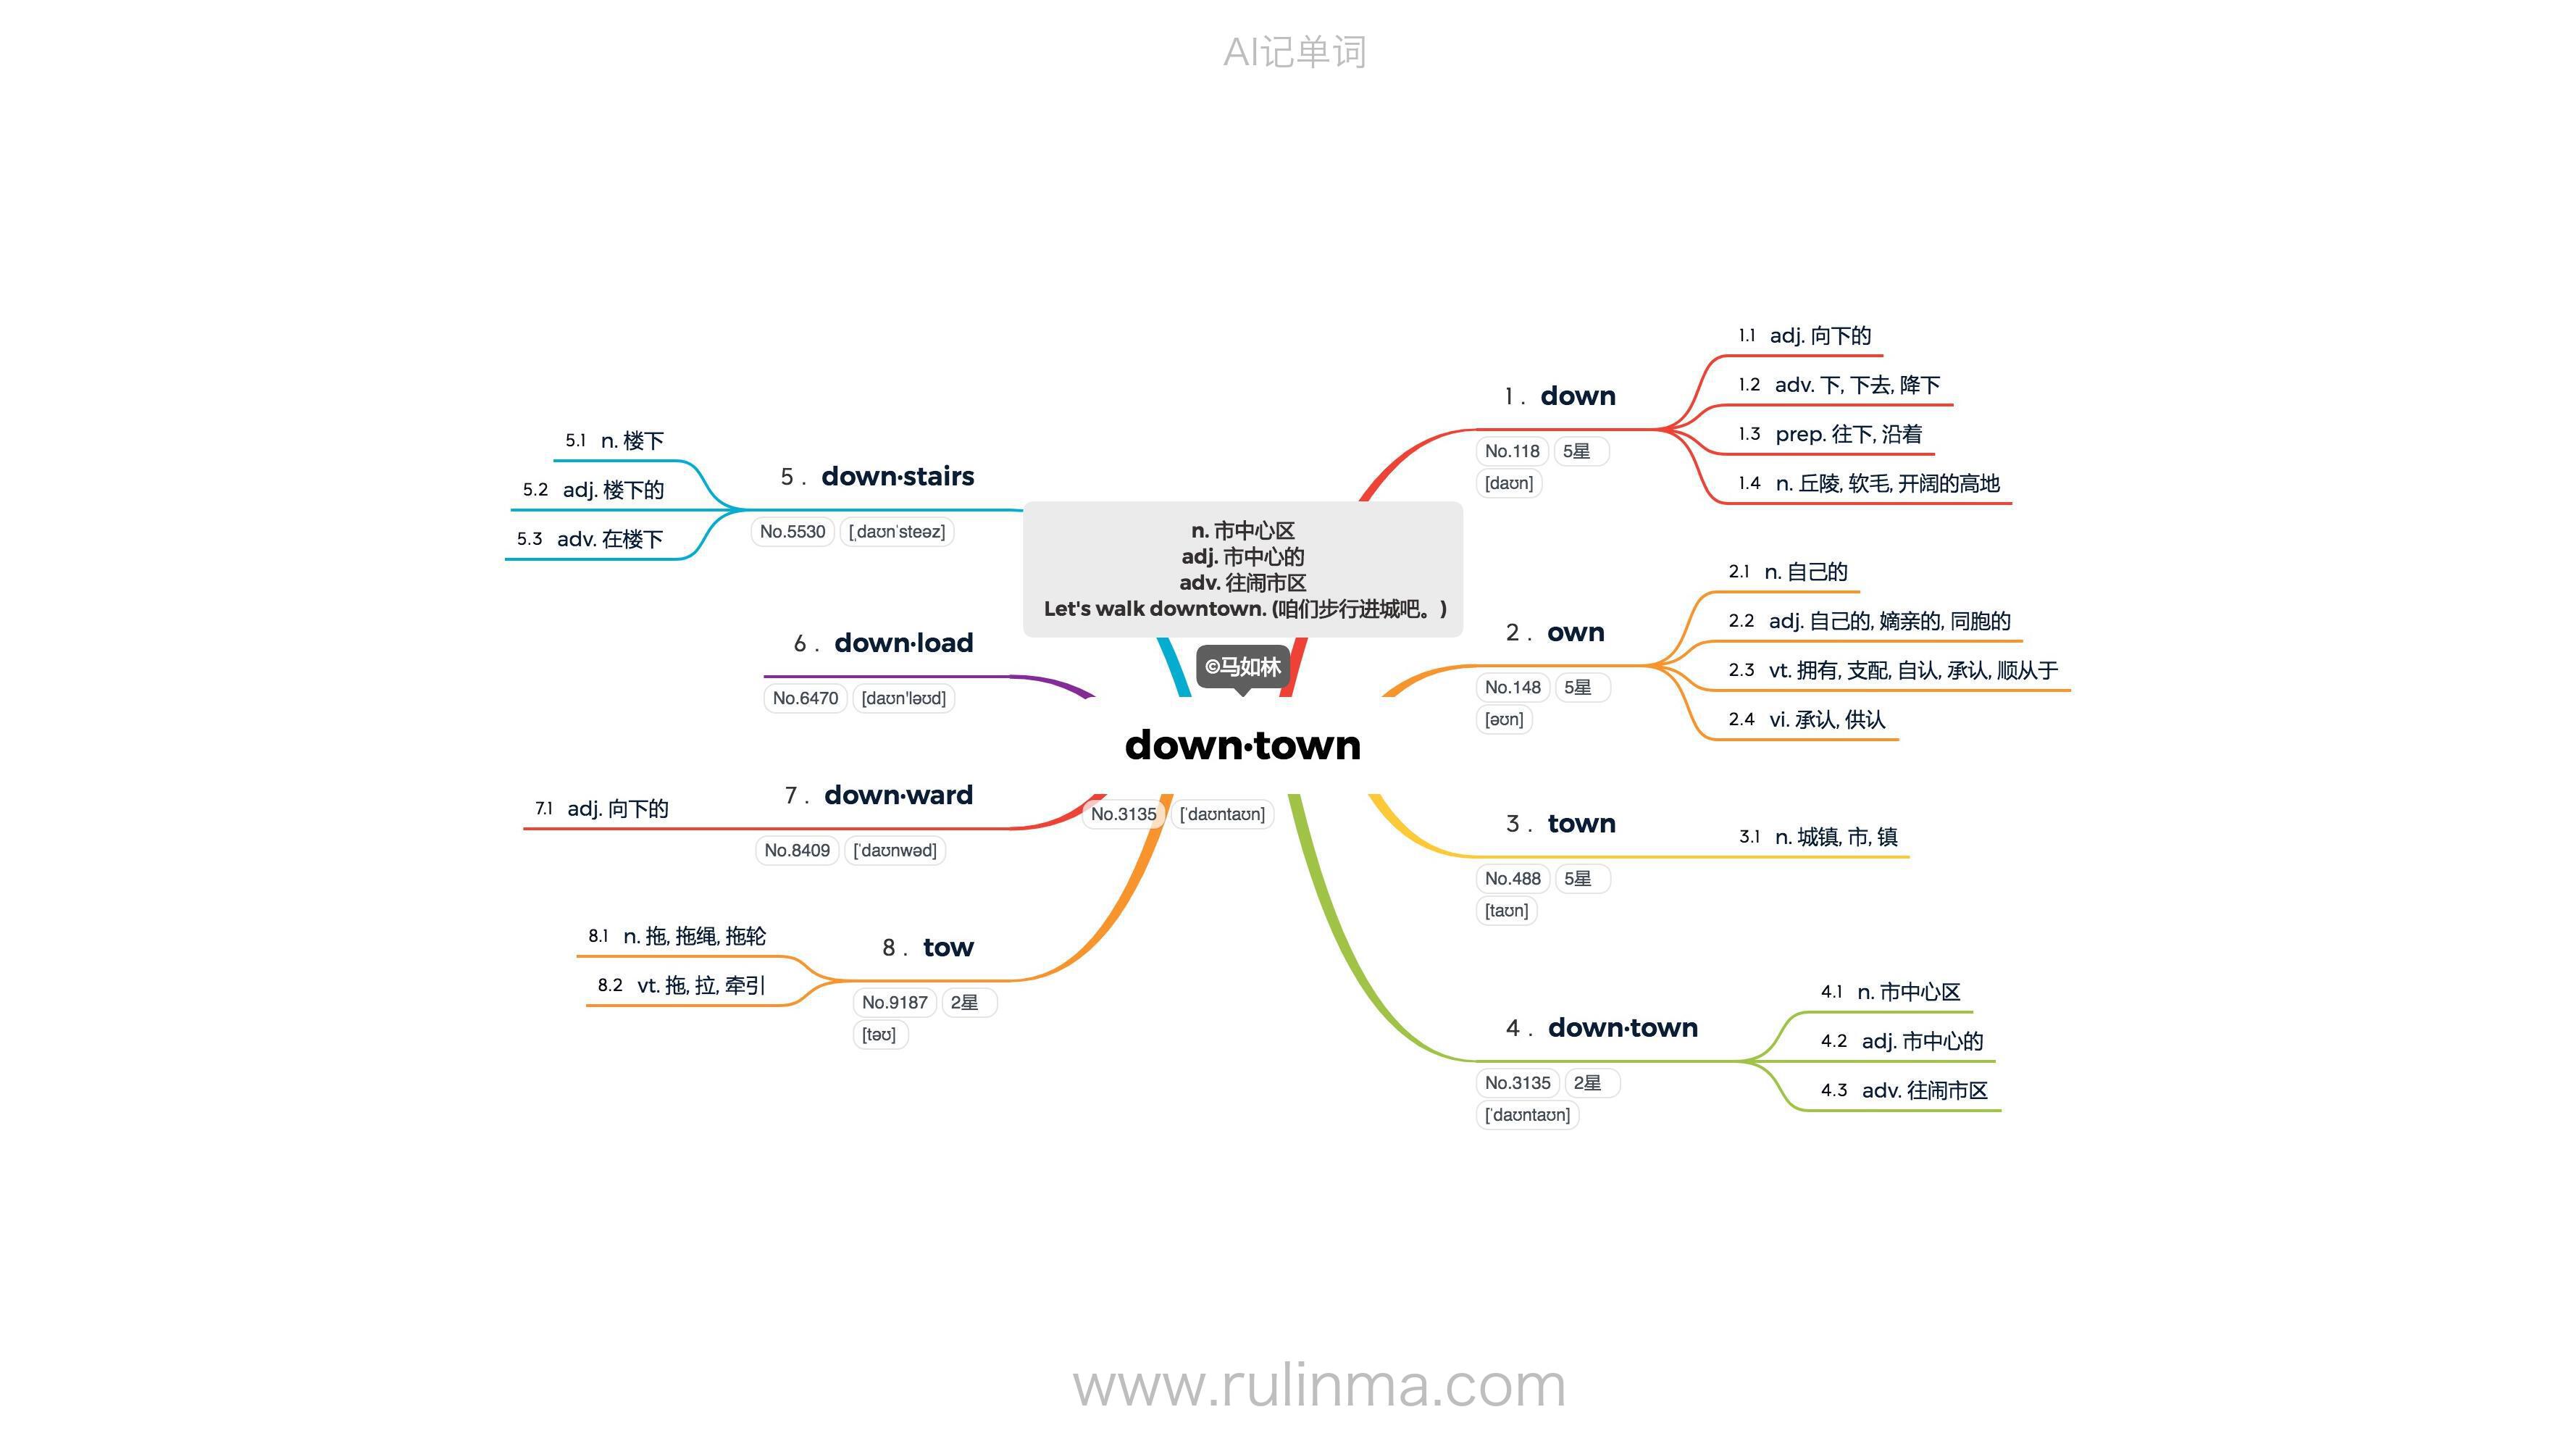 AI记单词
n. 市中心区
adj. 市中心的
adv. 往闹市区
Let's walk downtown. (咱们步行进城吧。)
©马如林
down·town
No.3135 [ˈdaʊntaʊn]
1. down
No.118 5星
[daʊn]
1.1 adj. 向下的
1.2 adv. 下, 下去, 降下
1.3 prep. 往下, 沿着
1.4 n. 丘陵, 软毛, 开阔的高地
2. own
No.148 5星
[əʊn]
2.1 n. 自己的
2.2 adj. 自己的, 嫡亲的, 同胞的
2.3 vt. 拥有, 支配, 自认, 承认, 顺从于
2.4 vi. 承认, 供认
3. town
No.488 5星
[taʊn]
3.1 n. 城镇, 市, 镇
4. down·town
No.3135 2星
[ˈdaʊntaʊn]
4.1 n. 市中心区
4.2 adj. 市中心的
4.3 adv. 往闹市区
5. down·stairs
No.5530 [ˌdaʊnˈsteəz]
5.1 n. 楼下
5.2 adj. 楼下的
5.3 adv. 在楼下
6. down·load
No.6470 [daʊn'ləʊd]
7. down·ward
No.8409 [ˈdaʊnwəd]
7.1 adj. 向下的
8. tow
No.9187 2星
[təʊ]
8.1 n. 拖, 拖绳, 拖轮
8.2 vt. 拖, 拉, 牵引
www.rulinma.com